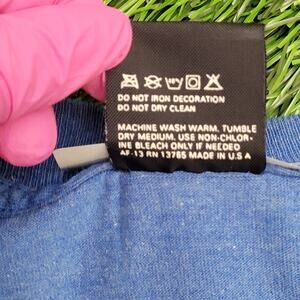 DO NOT IRON DECORATION
DO NOT DRY CLEAN
MACHINE WASH WARM, TUMBLE
DRY MEDIUM. USE NON-CHLOR-
INE BLEACH ONLY IF NEEDED
AF-13 RN 13765 MADE IN U.S.A